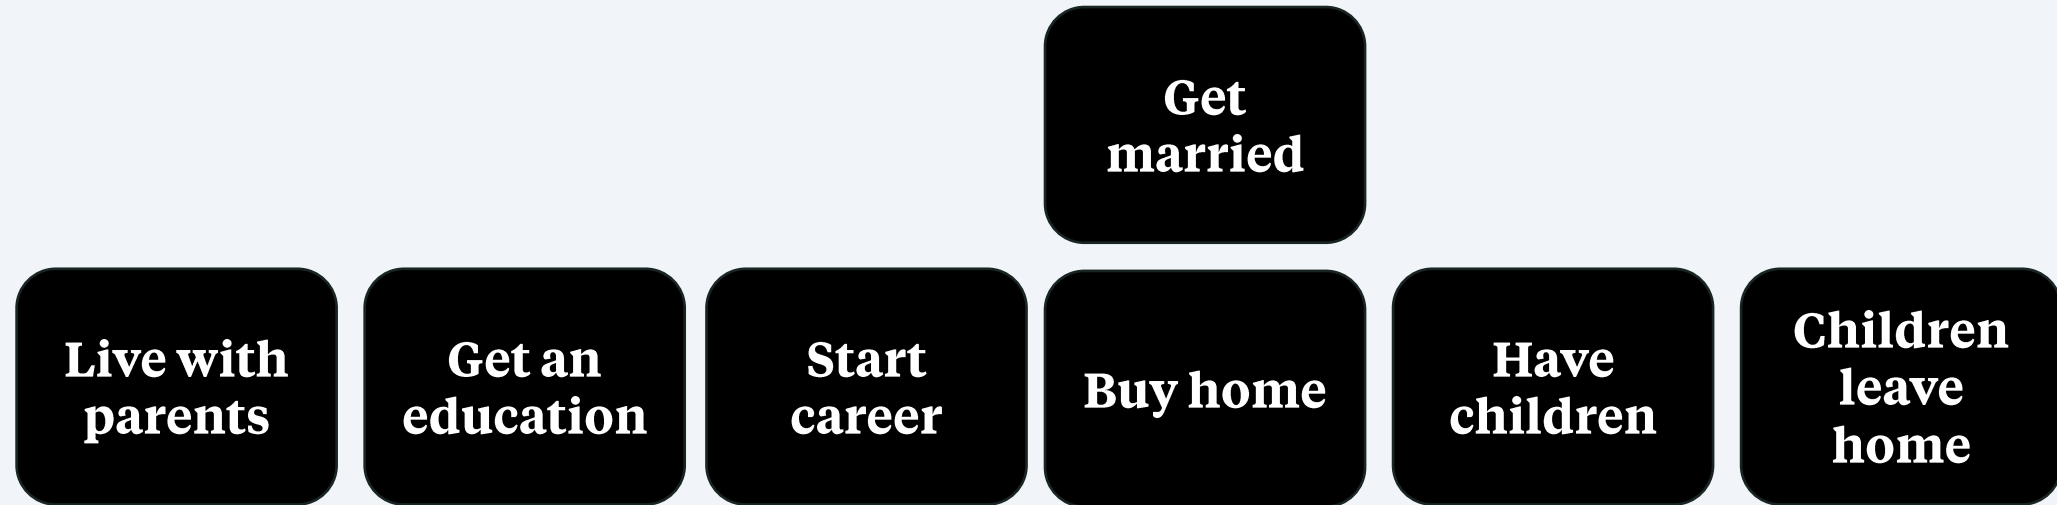 Get
married
Live with
parents
Get an
education
Start
career
Buy home
Have
children
Children
leave
home